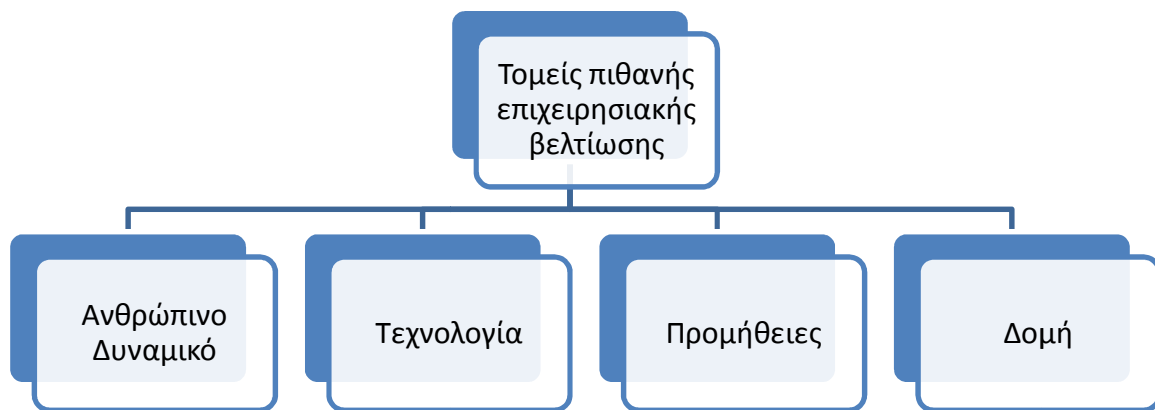 Τομείς πιθανής
επιχειρησιακής
βελτίωσης
Ανθρώπινο
Δυναμικό
Τεχνολογία
Προμήθειες
Δομή